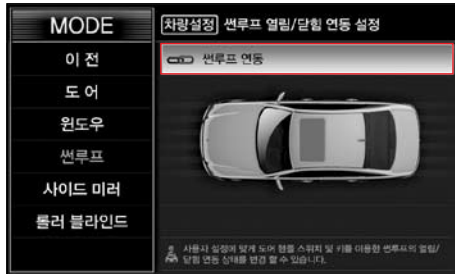 MODE
이 전
도 어
윈도우
썬루프
사이드 미러
롤러 블라인드
차량설정 썬루프 열림/닫힘 연동 설정
썬루프 연동
사용자 설정에 맞게 도어 핸들 스위치 및 키를 이용한 썬루프의 열림/
닫힘 연동 상태를 변경 할 수 있습니다.